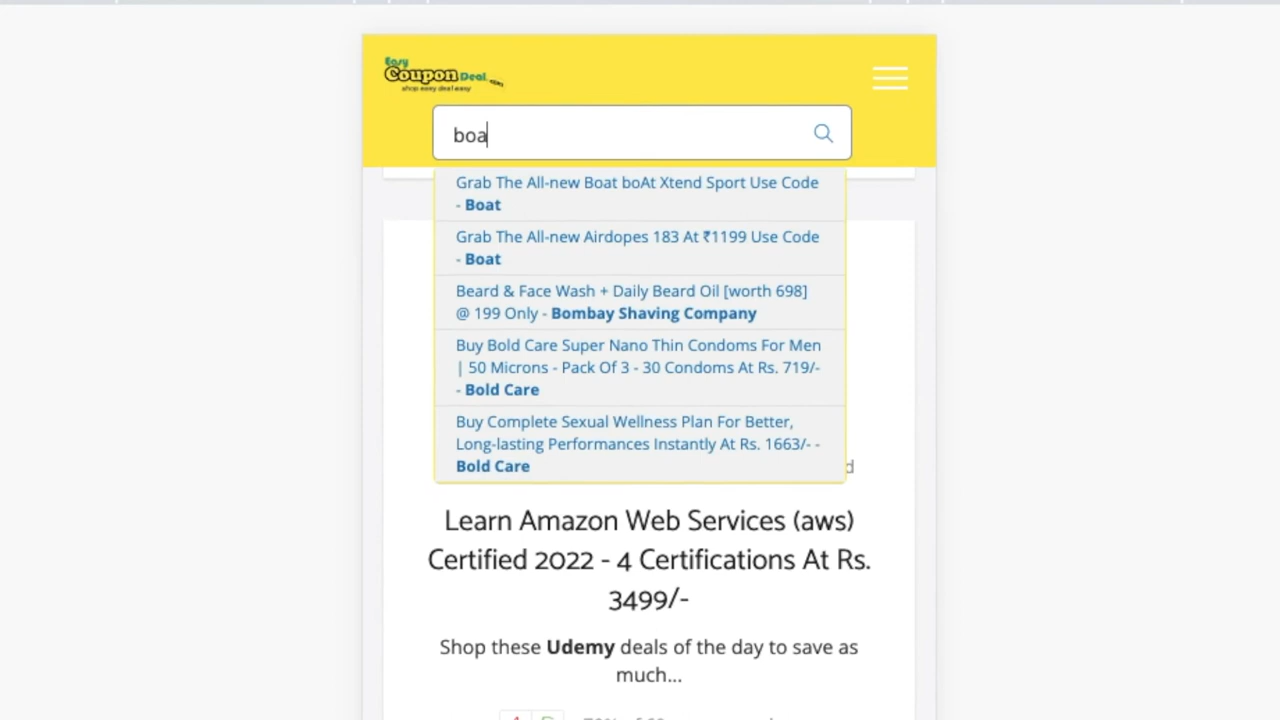 Easy
Coupon Deal .com
shop easy deal easy
boa
Grab The All-new Boat boAt Xtend Sport Use Code
- Boat
Grab The All-new Airdopes 183 At ₹1199 Use Code
- Boat
Beard & Face Wash + Daily Beard Oil [worth 698]
@ 199 Only - Bombay Shaving Company
Buy Bold Care Super Nano Thin Condoms For Men
| 50 Microns - Pack Of 3 - 30 Condoms At Rs. 719/-
- Bold Care
Buy Complete Sexual Wellness Plan For Better,
Long-lasting Performances Instantly At Rs. 1663/- -
Bold Care
d
Learn Amazon Web Services (aws)
Certified 2022 - 4 Certifications At Rs.
3499/-
Shop these Udemy deals of the day to save as
much...